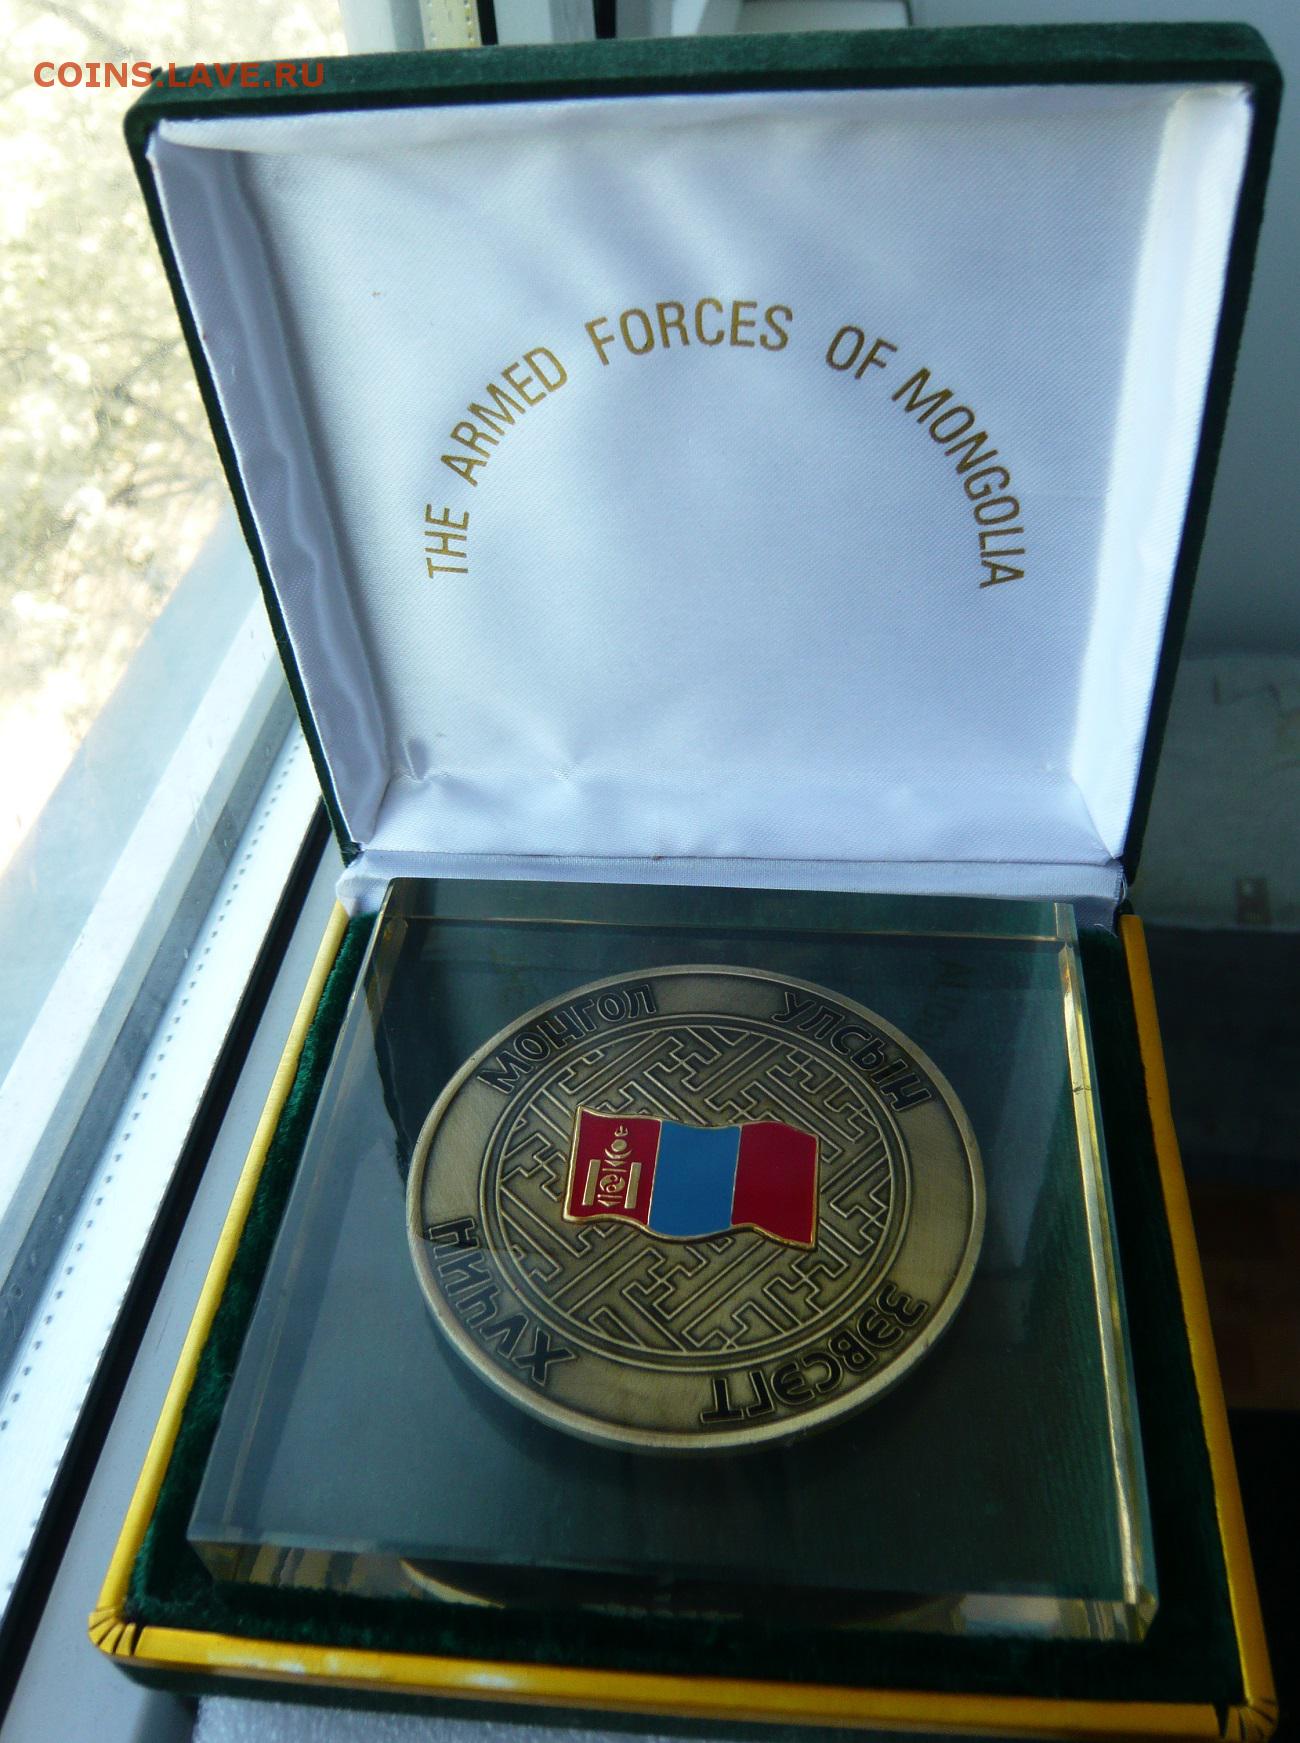 COINS.LAVE.RU
THE ARMED FORCES OF MONGOLIA
МОНГОЛ УЛСЫН
ЗЭВСЭГТ ХҮЧИН